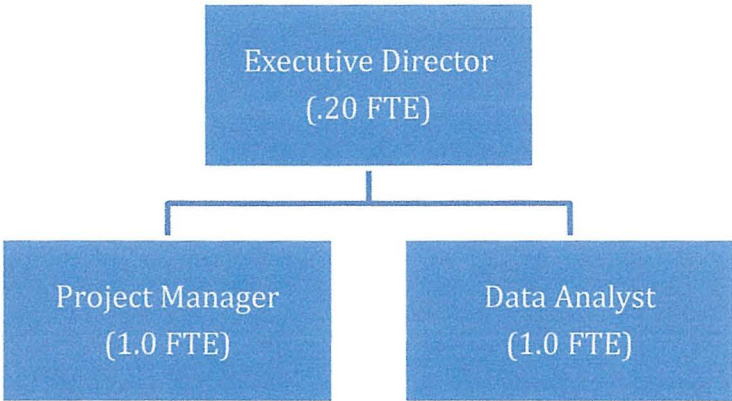 Executive Director
(.20 FTE)
Project Manager
(1.0 FTE)
Data Analyst
(1.0 FTE)